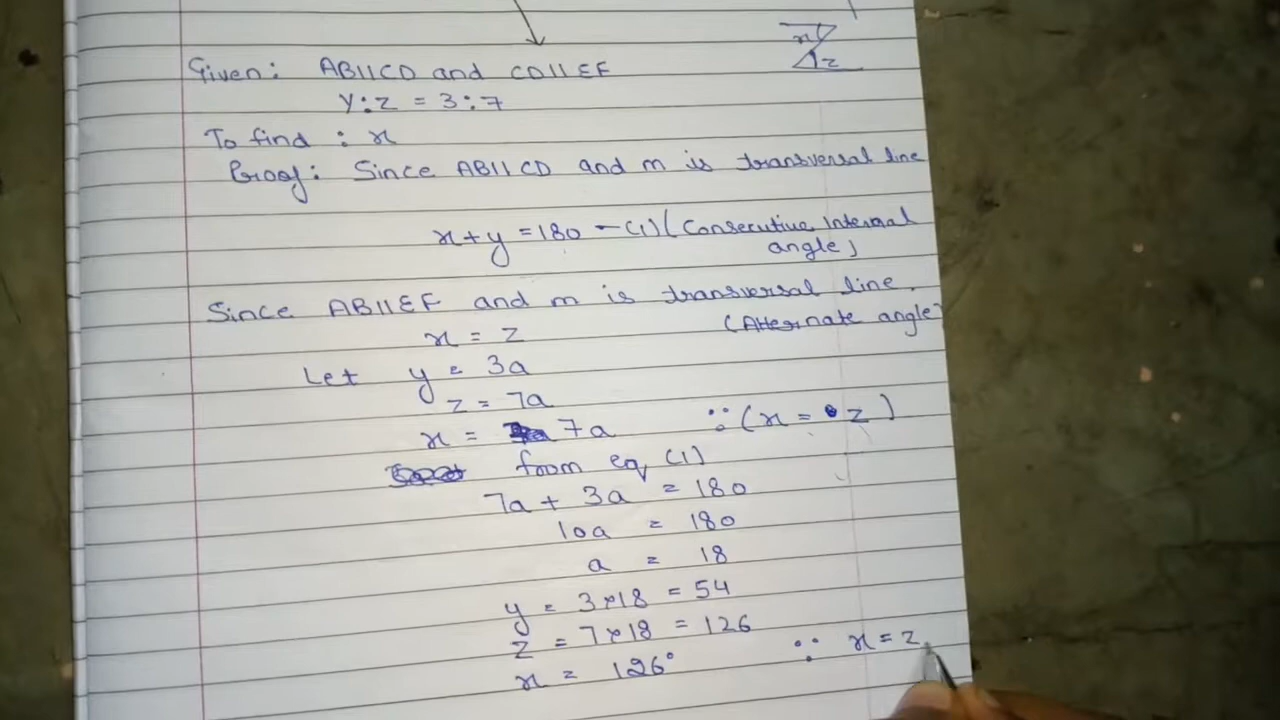 x
z
Given: AB||CD and CD||EF
y:z = 3:7
To find : x
Proof: Since AB||CD and m is transversal line
x+y = 180 - (1) (Consecutive Internal
angle)
Since AB||EF and m is transversal line.
x = z (Alternate angle)
Let y = 3a
z = 7a
x = 7a ∵ (x = z)
from eq (1)
7a + 3a = 180
10a = 180
a = 18
y = 3×18 = 54
z = 7×18 = 126
x = 126° ∵ x = z